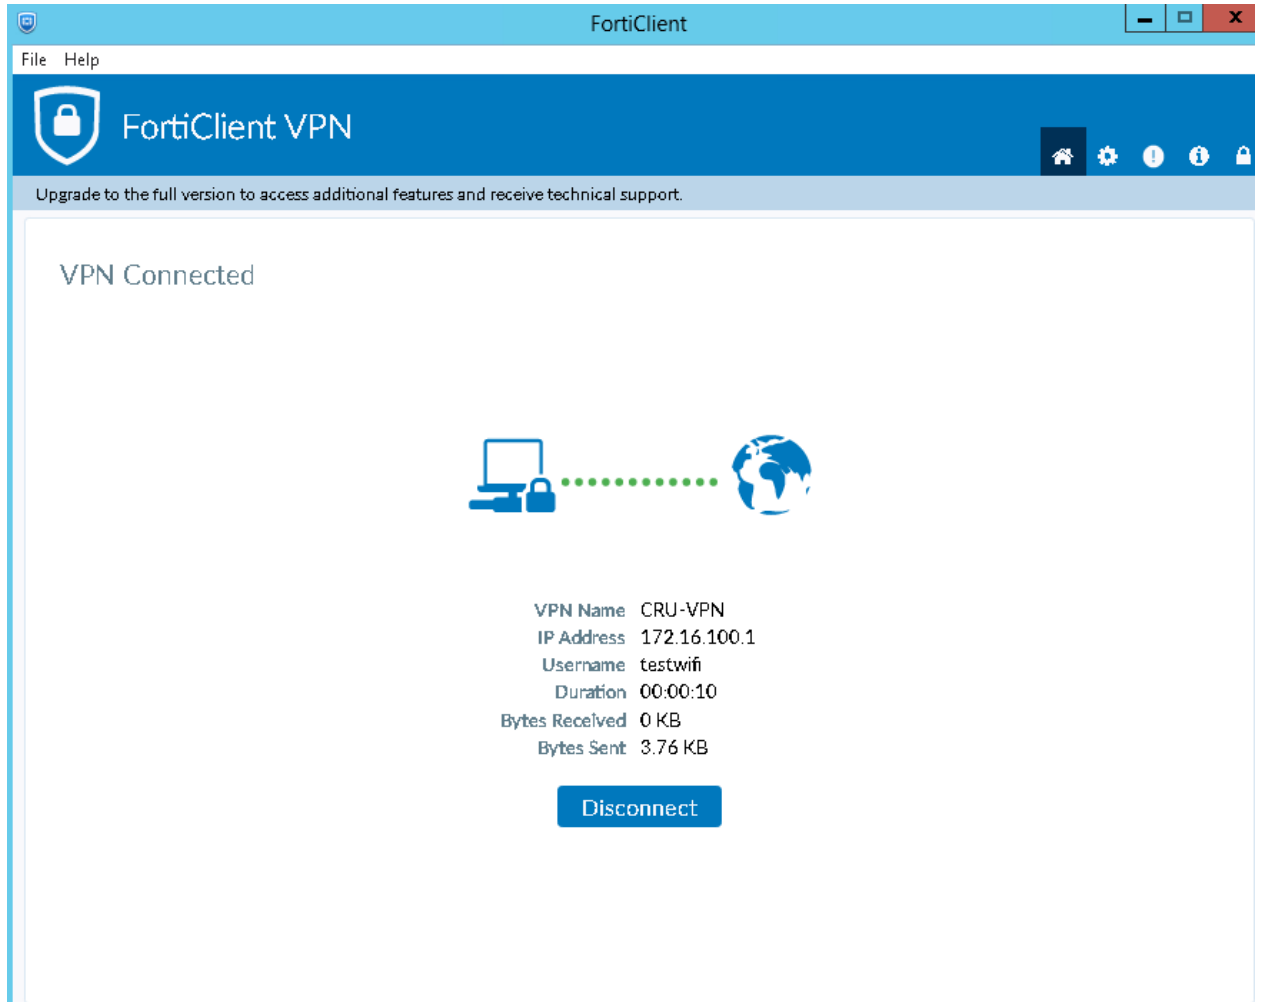 FortiClient
File Help
FortiClient VPN
Upgrade to the full version to access additional features and receive technical support.
VPN Connected
VPN Name CRU-VPN
IP Address 172.16.100.1
Username testwifi
Duration 00:00:10
Bytes Received 0 KB
Bytes Sent 3.76 KB
Disconnect